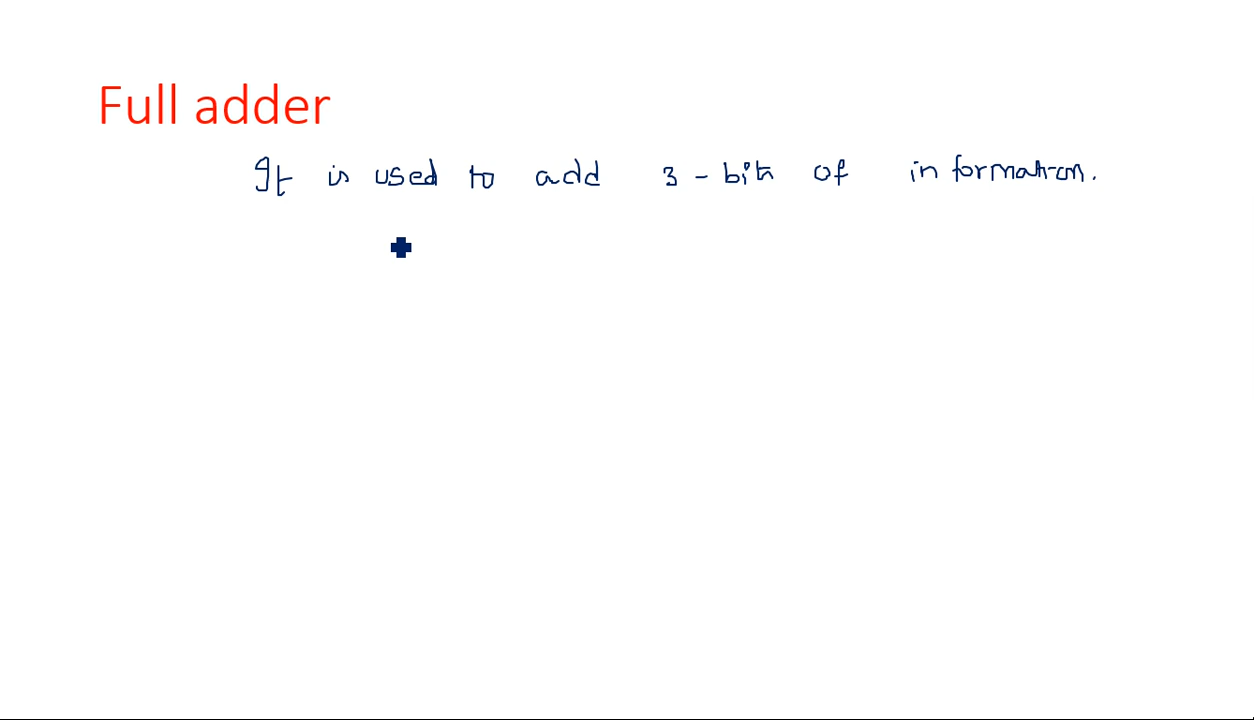 Full adder
It is used to add 3-bits of information.